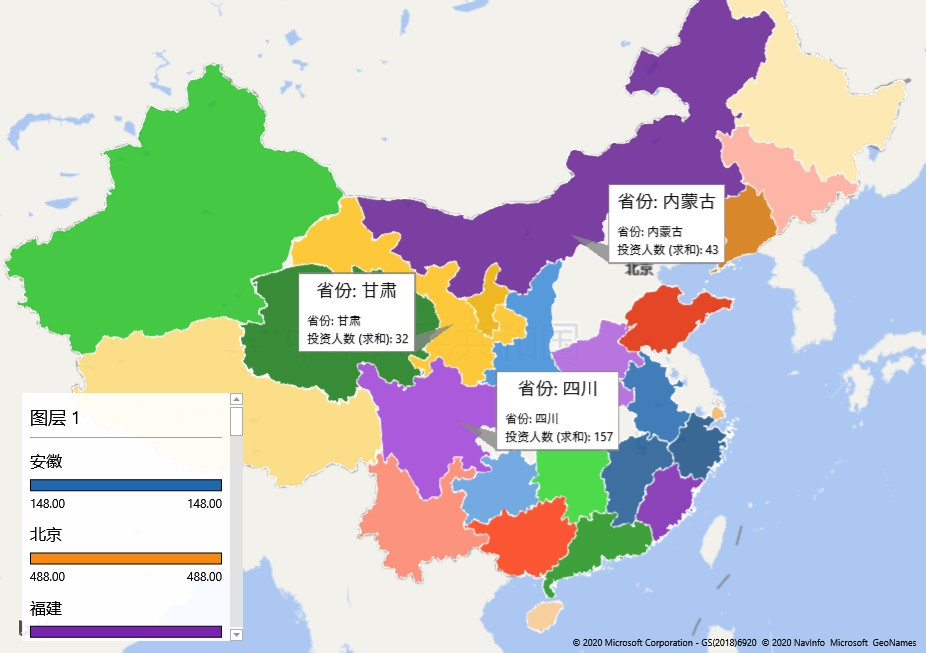 省份: 内蒙古
省份: 内蒙古
投资人数 (求和): 43
北京
省份: 甘肃
省份: 甘肃
投资人数 (求和): 32
国
省份: 四川
省份: 四川
投资人数 (求和): 157
图层 1
安徽
148.00 148.00
北京
488.00 488.00
福建
© 2020 Microsoft Corporation - GS(2018)6920 © 2020 NavInfo Microsoft GeoNames